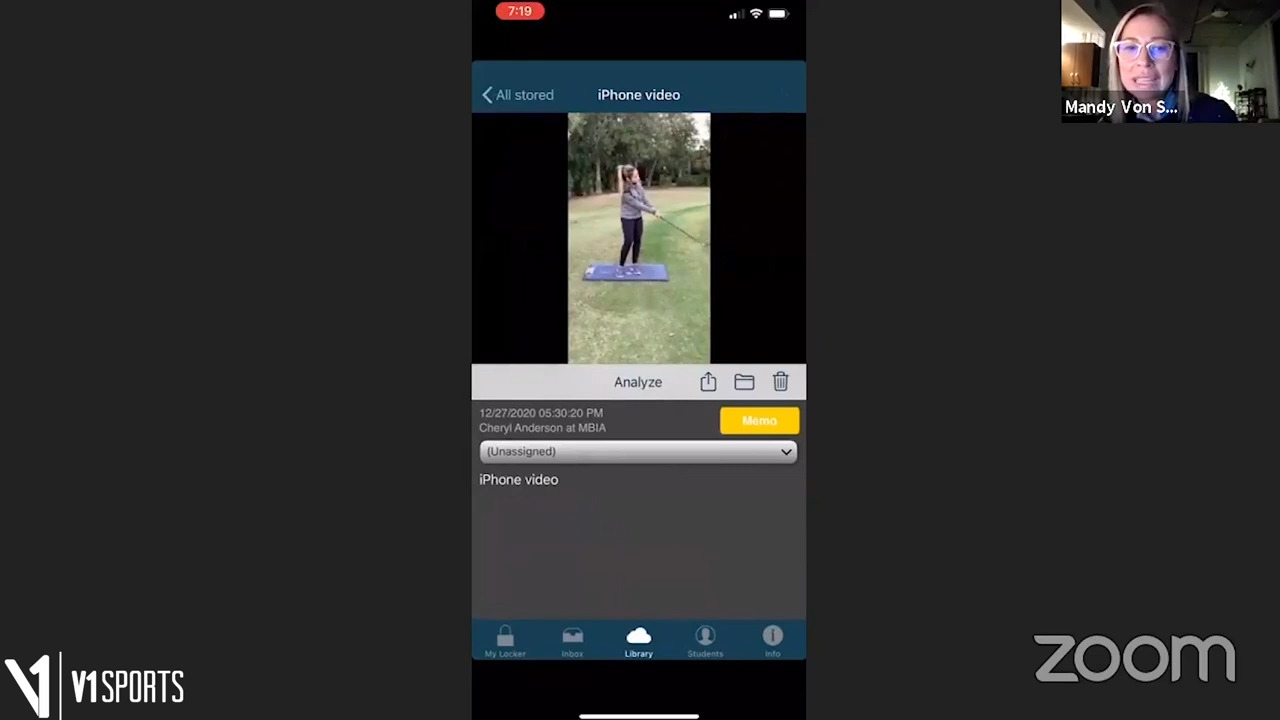 7:19
Mandy Von S...
All stored
iPhone video
Analyze
12/27/2020 05:30:20 PM
Cheryl Anderson at MBIA
Memo
(Unassigned)
iPhone video
My Locker
Inbox
Library
Students
Info
V1 V1 SPORTS
zoom